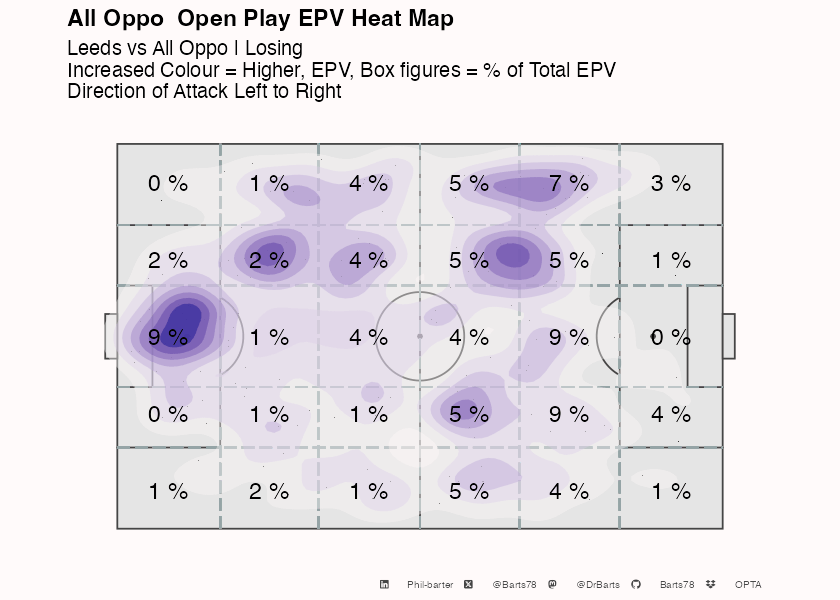 All Oppo  Open Play EPV Heat Map
Leeds vs All Oppo | Losing
Increased Colour = Higher, EPV, Box figures = % of Total EPV
Direction of Attack Left to Right
0 % 1 % 4 % 5 % 7 % 3 %
2 % 2 % 4 % 5 % 5 % 1 %
9 % 1 % 4 % 4 % 9 % 0 %
0 % 1 % 1 % 5 % 9 % 4 %
1 % 2 % 1 % 5 % 4 % 1 %
Phil-barter @Barts78 @DrBarts Barts78 OPTA